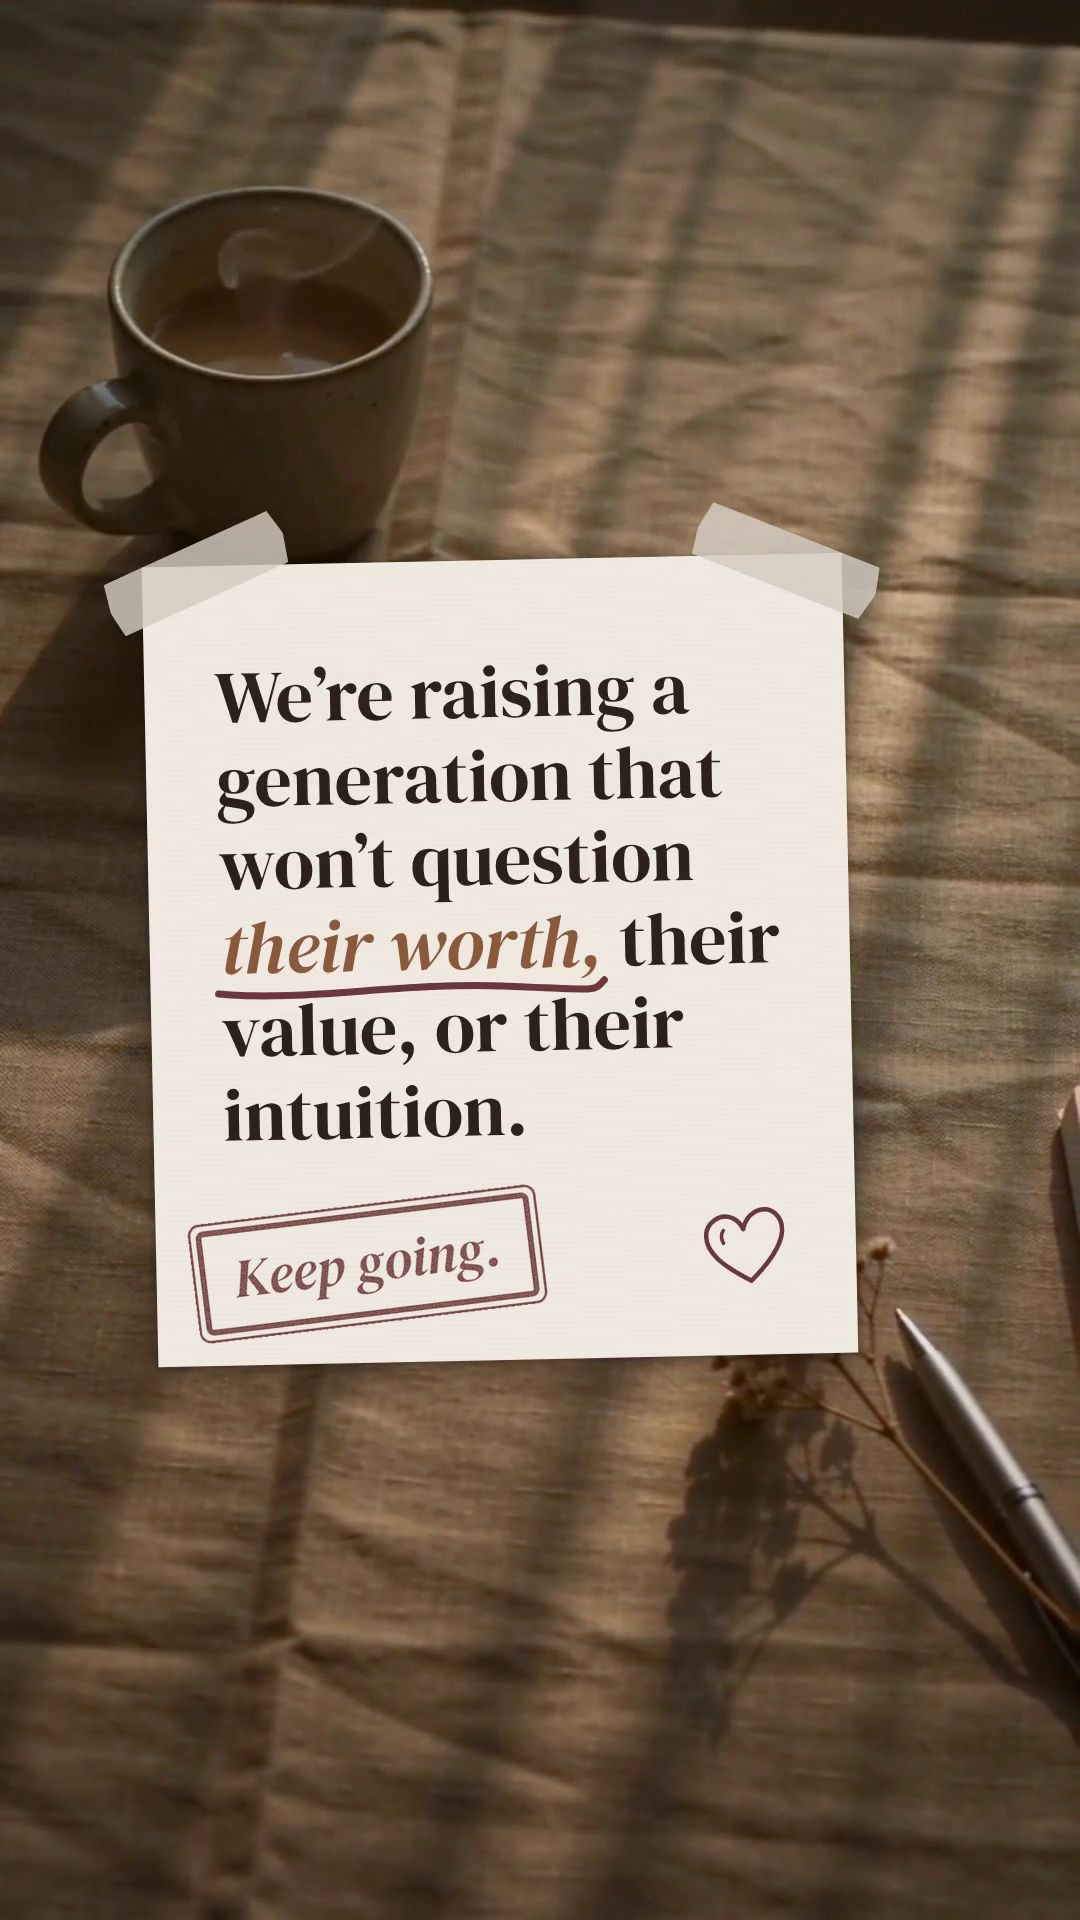 We’re raising a
generation that
won’t question
their worth, their
value, or their
intuition.
Keep going.